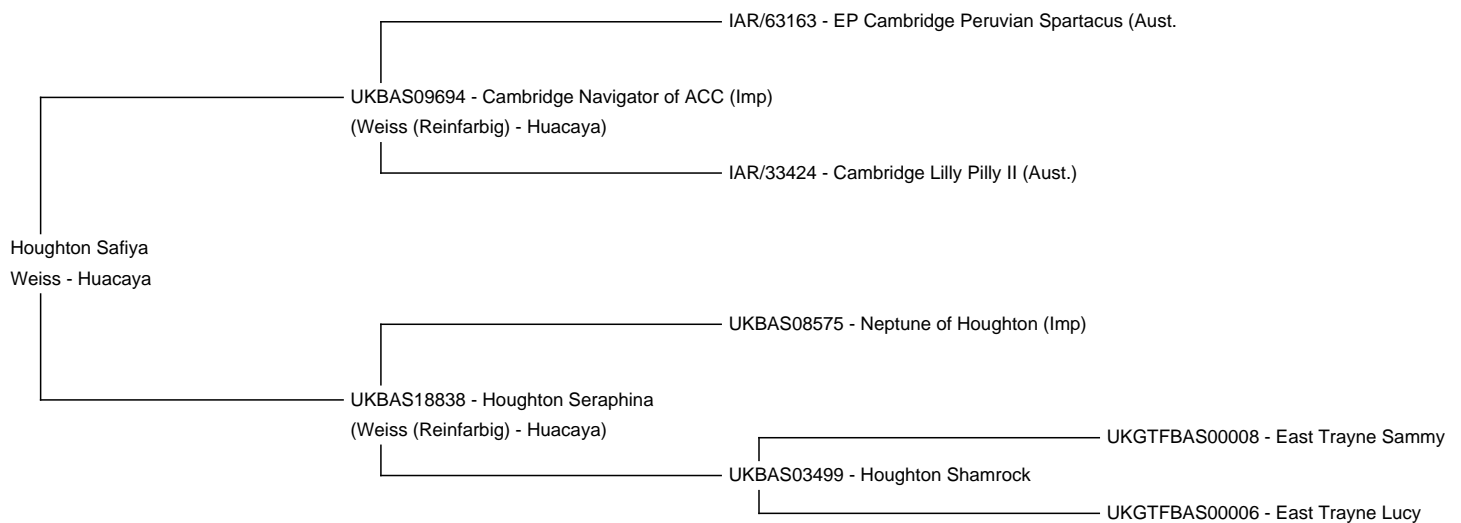 IAR/63163 - EP Cambridge Peruvian Spartacus (Aust.
UKBAS09694 - Cambridge Navigator of ACC (Imp)
(Weiss (Reinfarbig) - Huacaya)
IAR/33424 - Cambridge Lilly Pilly II (Aust.)
Houghton Safiya
Weiss - Huacaya
UKBAS08575 - Neptune of Houghton (Imp)
UKBAS18838 - Houghton Seraphina
(Weiss (Reinfarbig) - Huacaya)
UKGTFBAS00008 - East Trayne Sammy
UKBAS03499 - Houghton Shamrock
UKGTFBAS00006 - East Trayne Lucy